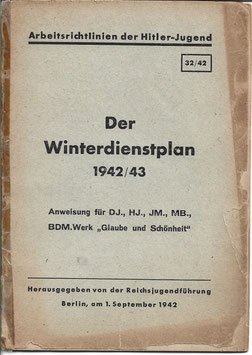 Arbeitsrichtlinien der Hitler-Jugend
32/42
Der
Winterdienstplan
1942/43
Anweisung für DJ., HJ., JM., MB.,
BDM.Werk „Glaube und Schönheit"
Herausgegeben von der Reichsjugendführung
Berlin, am 1. September 1942